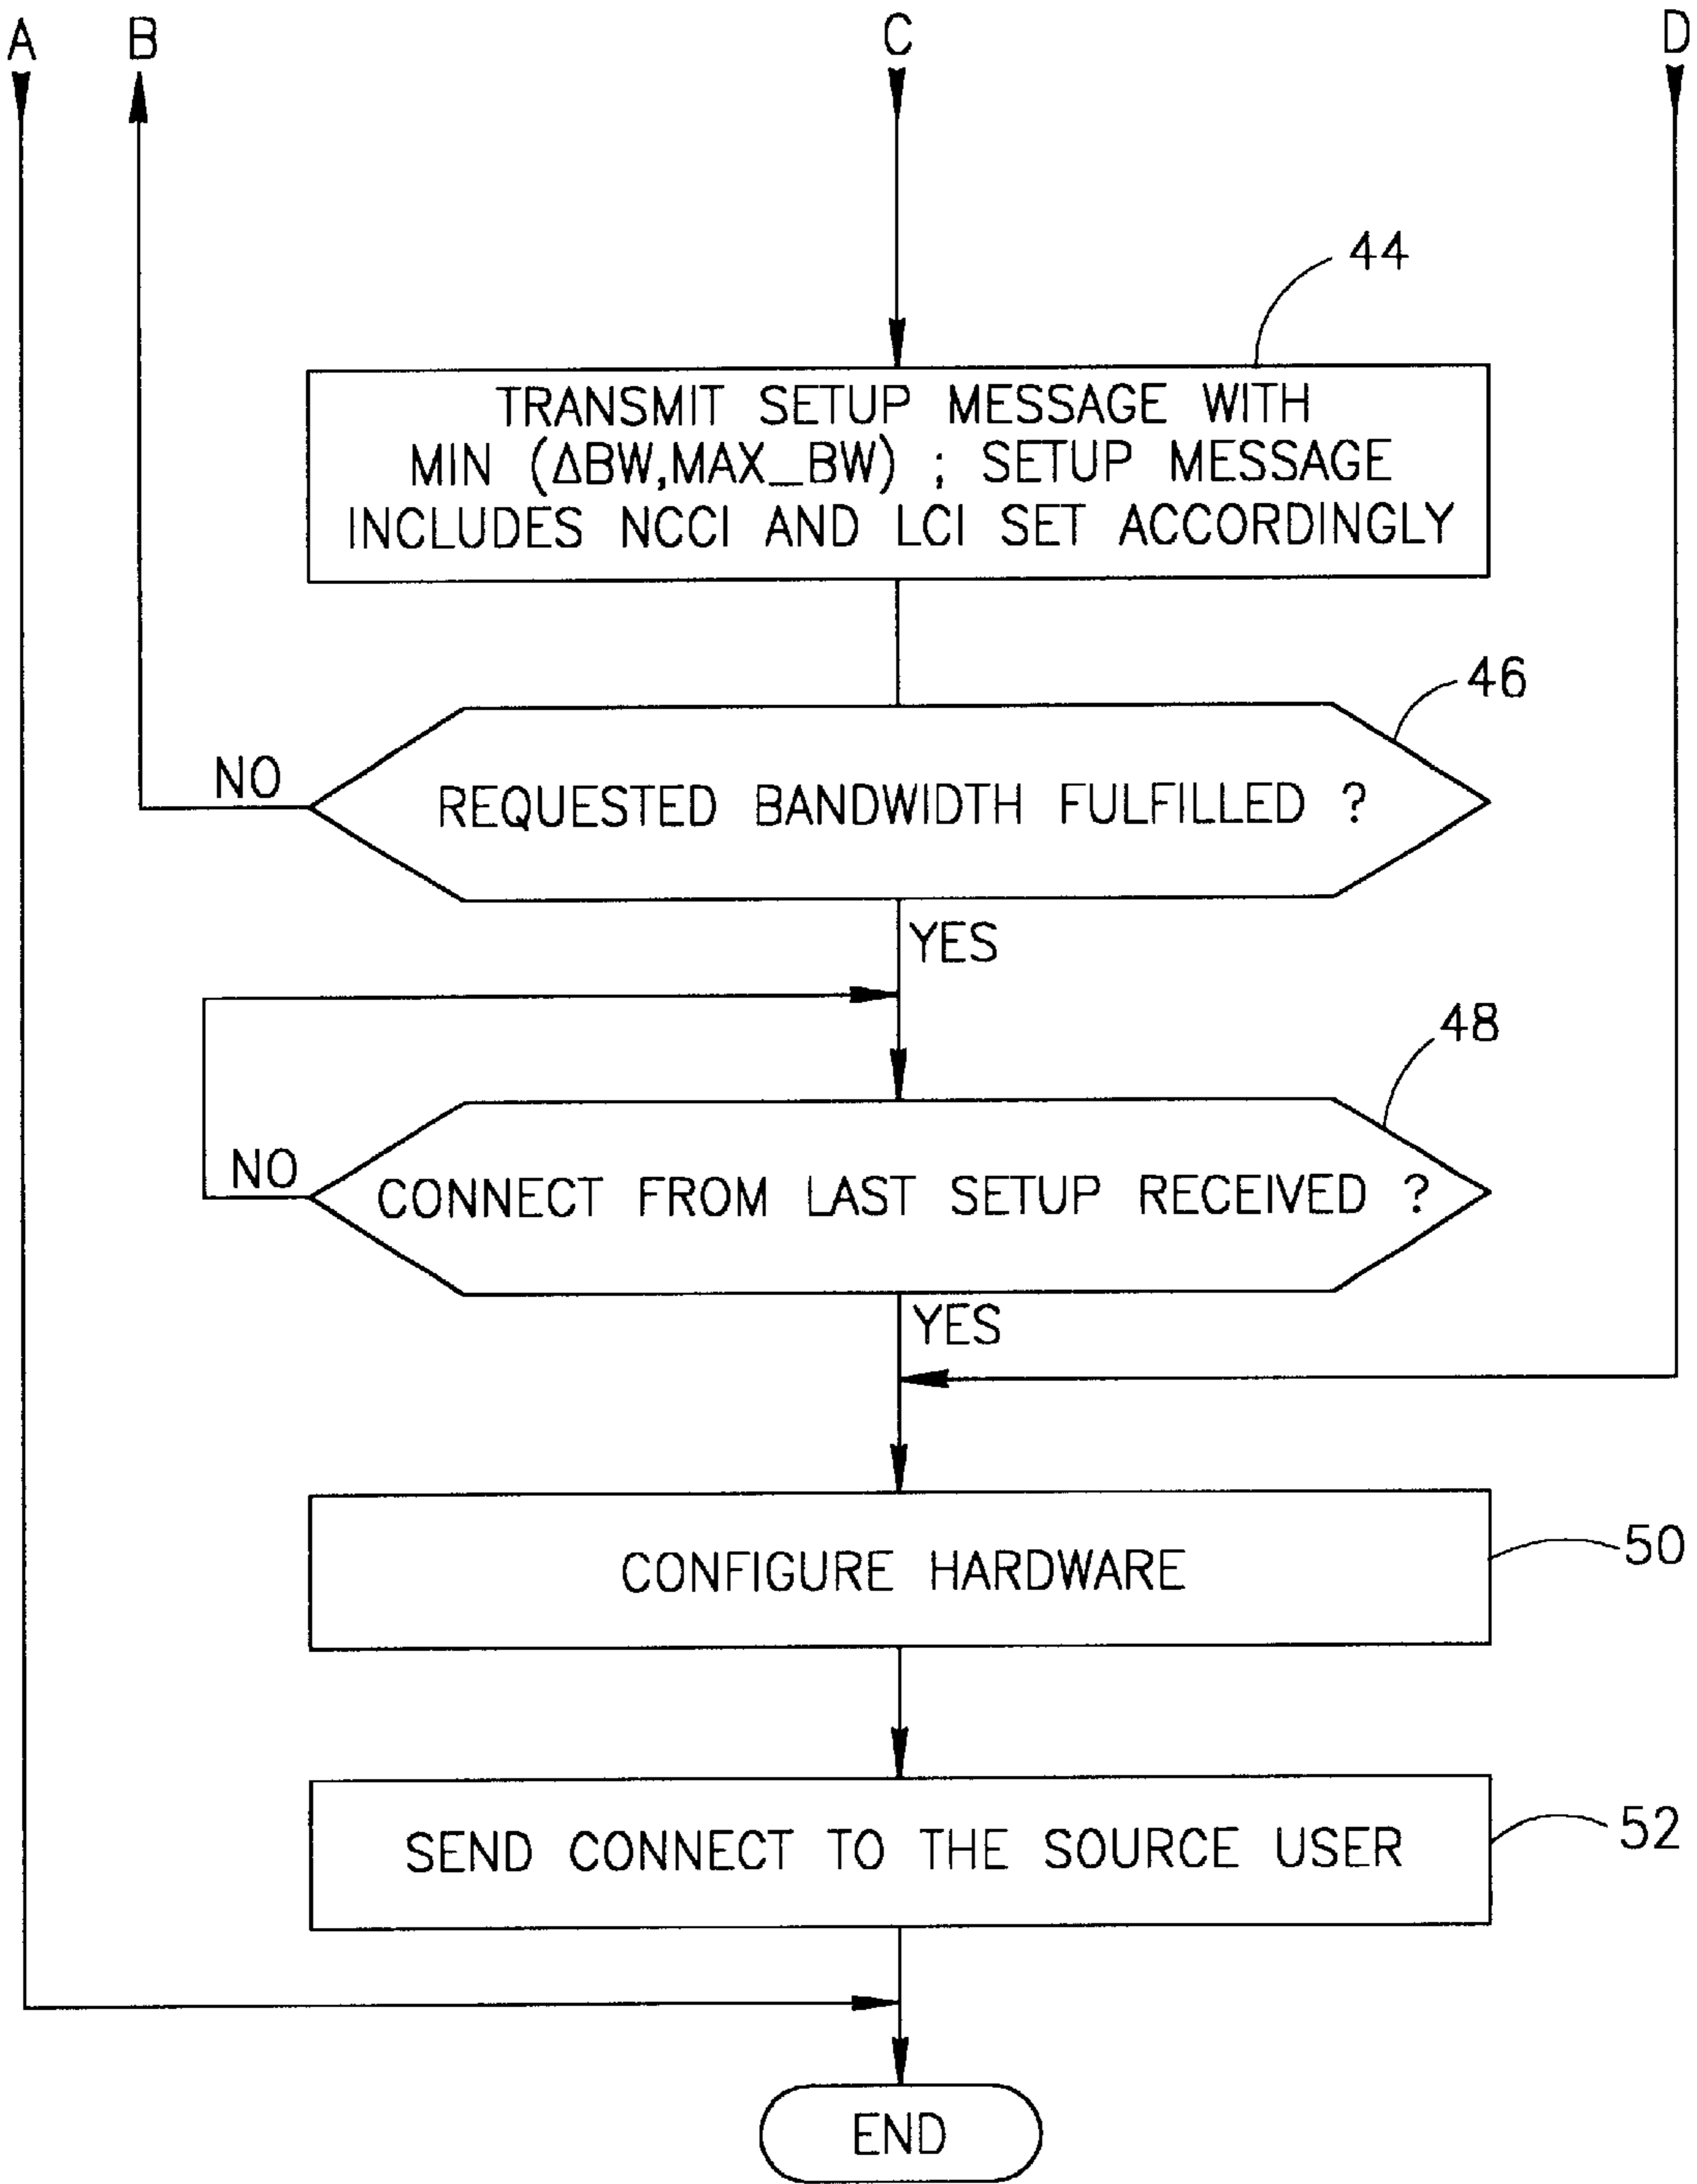 A B C D
44
TRANSMIT SETUP MESSAGE WITH
MIN (ΔBW,MAX_BW) ; SETUP MESSAGE
INCLUDES NCCI AND LCI SET ACCORDINGLY
46
NO
REQUESTED BANDWIDTH FULFILLED ?
YES
48
NO
CONNECT FROM LAST SETUP RECEIVED ?
YES
CONFIGURE HARDWARE
50
SEND CONNECT TO THE SOURCE USER
52
END